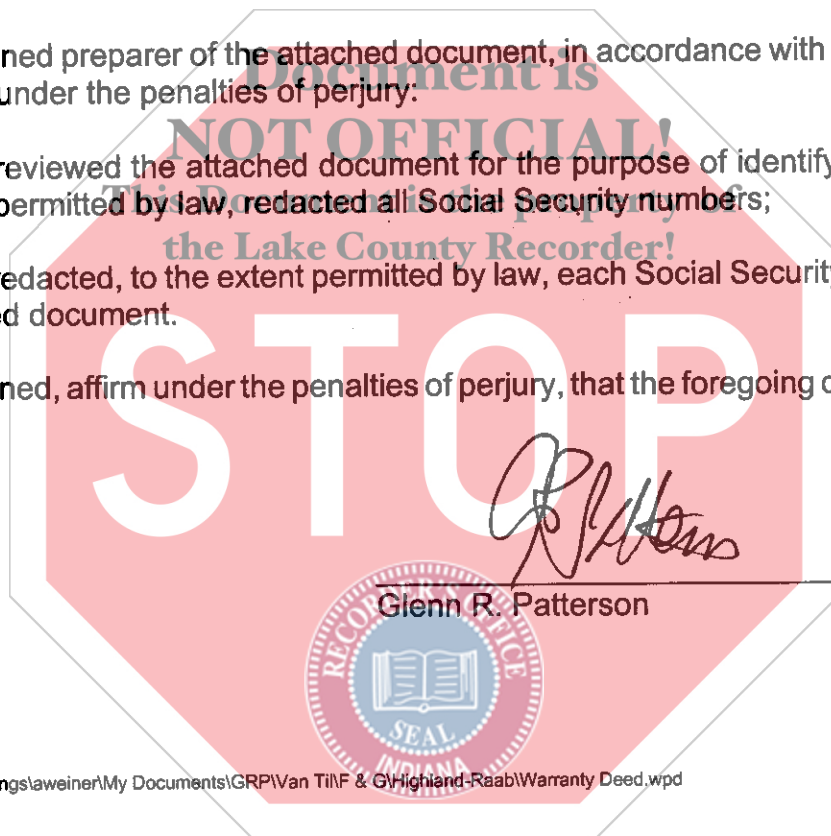 ned preparer of the attached document, in accordance with
Document is
under the penalties of perjury:
NOT OFFICIAL!
reviewed the attached document for the purpose of identify
This Document is the property of
permitted by law, redacted all Social Security numbers;
the Lake County Recorder!
redacted, to the extent permitted by law, each Social Security
d document.
STOP
ned, affirm under the penalties of perjury, that the foregoing
Glenn R. Patterson
RECORDER'S OFFICE
SEAL
INDIANA
ngs\aweiner\My Documents\GRP\Van Til\F & G\Highland-Raab\Warranty Deed.wpd